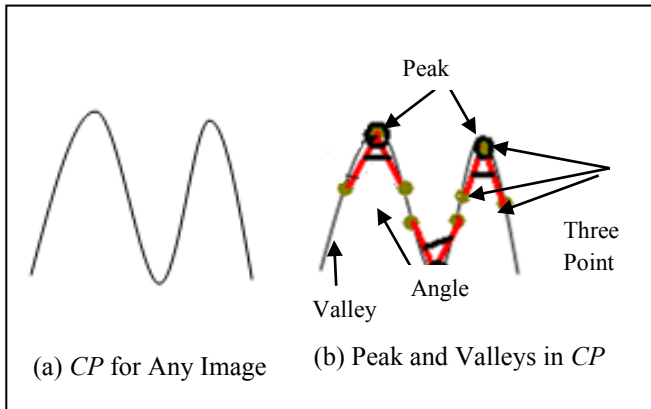 Peak
Three
Point
Angle
Valley
(a) CP for Any Image
(b) Peak and Valleys in CP